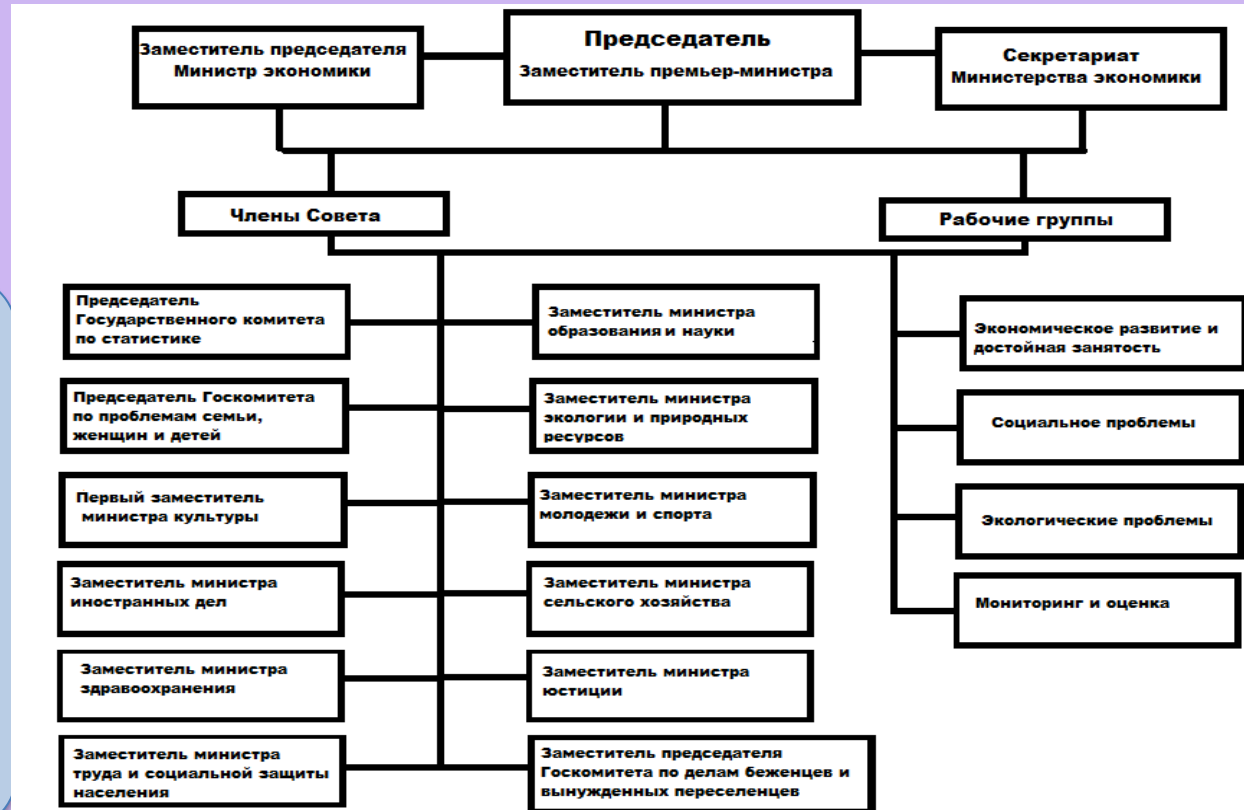 Заместитель председателя
Министр экономики
Председатель
Заместитель премьер-министра
Секретариат
Министерства экономики
Члены Совета
Рабочие группы
Председатель
Государственного комитета
по статистике
Заместитель министра
образования и науки
Председатель Госкомитета
по проблемам семьи,
женщин и детей
Заместитель министра
экологии и природных
ресурсов
Первый заместитель
министра культуры
Заместитель министра
молодежи и спорта
Заместитель министра
иностранных дел
Заместитель министра
сельского хозяйства
Заместитель министра
здравоохранения
Заместитель министра
юстиции
Заместитель министра
труда и социальной защиты
населения
Заместитель председателя
Госкомитета по делам беженцев и
вынужденных переселенцев
Экономическое развитие и
достойная занятость
Социальное проблемы
Экологические проблемы
Мониторинг и оценка